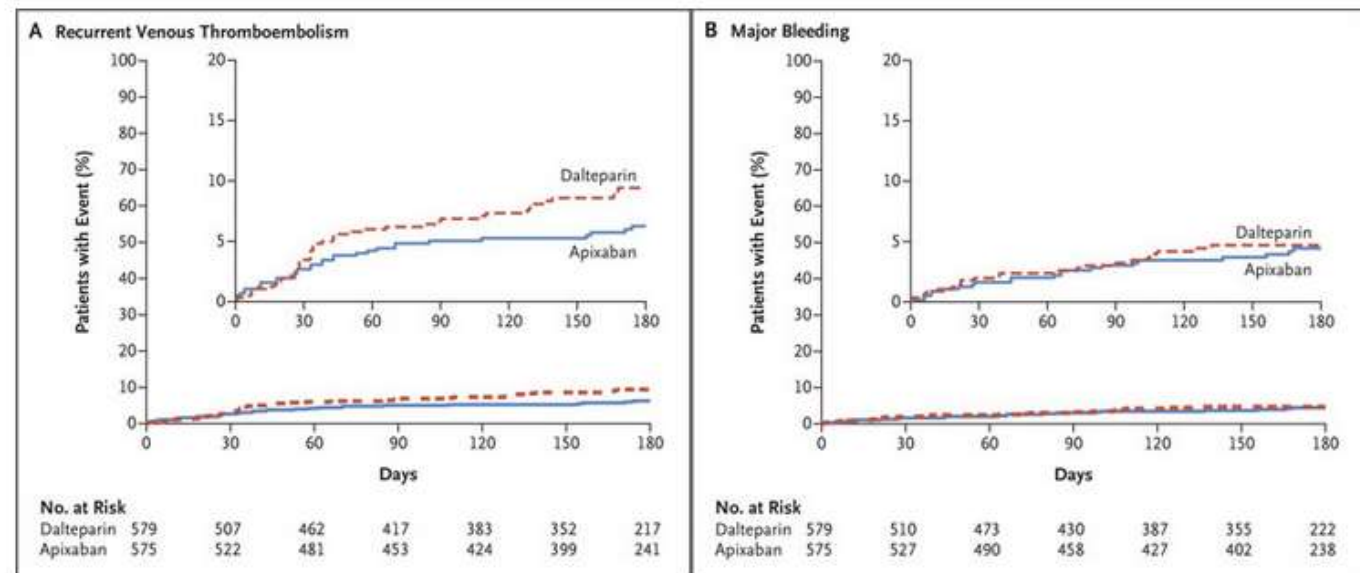 A Recurrent Venous Thromboembolism
Patients with Event (%)
100
90
80
70
60
50
40
30
20
10
0
0 30 60 90 120 150 180
Days
20
15
10
5
0
0 30 60 90 120 150 180
Dalteparin
Apixaban
No. at Risk
Dalteparin 579 507 462 417 383 352 217
Apixaban 575 522 481 453 424 399 241
B Major Bleeding
Patients with Event (%)
100
90
80
70
60
50
40
30
20
10
0
0 30 60 90 120 150 180
Days
20
15
10
5
0
0 30 60 90 120 150 180
Dalteparin
Apixaban
No. at Risk
Dalteparin 579 510 473 430 387 355 222
Apixaban 575 527 490 458 427 402 238